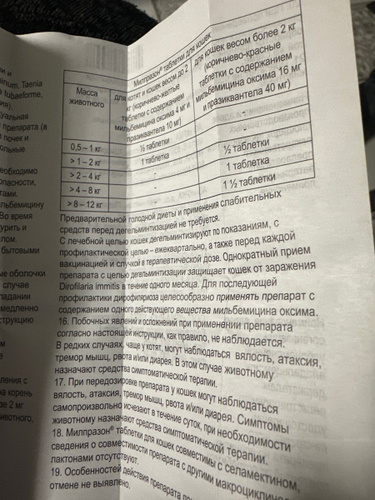 Милпразон® таблетки для кошек
Масса
животного
для котят и кошек весом до 2
кг (коричнево-желтые
таблетки с содержанием
мильбемицина оксима 4 мг и
празиквантела 10 мг)
для кошек весом более 2 кг
(коричнево-красные
таблетки с содержанием
мильбемицина оксима 16 мг
и празиквантела 40 мг)
0,5 – 1 кг ½ таблетки -
> 1 – 2 кг 1 таблетка -
> 2 – 4 кг - ½ таблетки
> 4 – 8 кг - 1 таблетка
> 8 – 12 кг - 1 ½ таблетки
Предварительной голодной диеты и применения слабительных
средств перед дегельминтизацией не требуется.
С лечебной целью кошек дегельминтизируют по показаниям, с
профилактической целью – ежеквартально, а также перед каждой
вакцинацией и случкой в терапевтической дозе. Однократный прием
препарата с целью дегельминтизации защищает кошек от заражения
Dirofilaria immitis в течение одного месяца. Для последующей
профилактики дирофиляриоза целесообразно применять препарат с
содержанием одного действующего вещества мильбемицина оксима.
16. Побочных явлений и осложнений при применении препарата
согласно настоящей инструкции, как правило, не наблюдается.
В редких случаях, чаще у котят, могут наблюдаться вялость, атаксия,
тремор мышц, рвота и/или диарея. В этом случае животному
назначают средства симптоматической терапии.
17. При передозировке препарата у кошек могут наблюдаться
вялость, атаксия, тремор мышц, рвота и/или диарея. Симптомы
самопроизвольно исчезают в течение суток, при необходимости
животному назначают средства симптоматической терапии.
18. Милпразон® таблетки для кошек совместимы с селамектином,
сведения о совместимости препарата с другими макроциклическими
лактонами отсутствуют.
19. Особенностей действия препарата
отмене не выявлено.